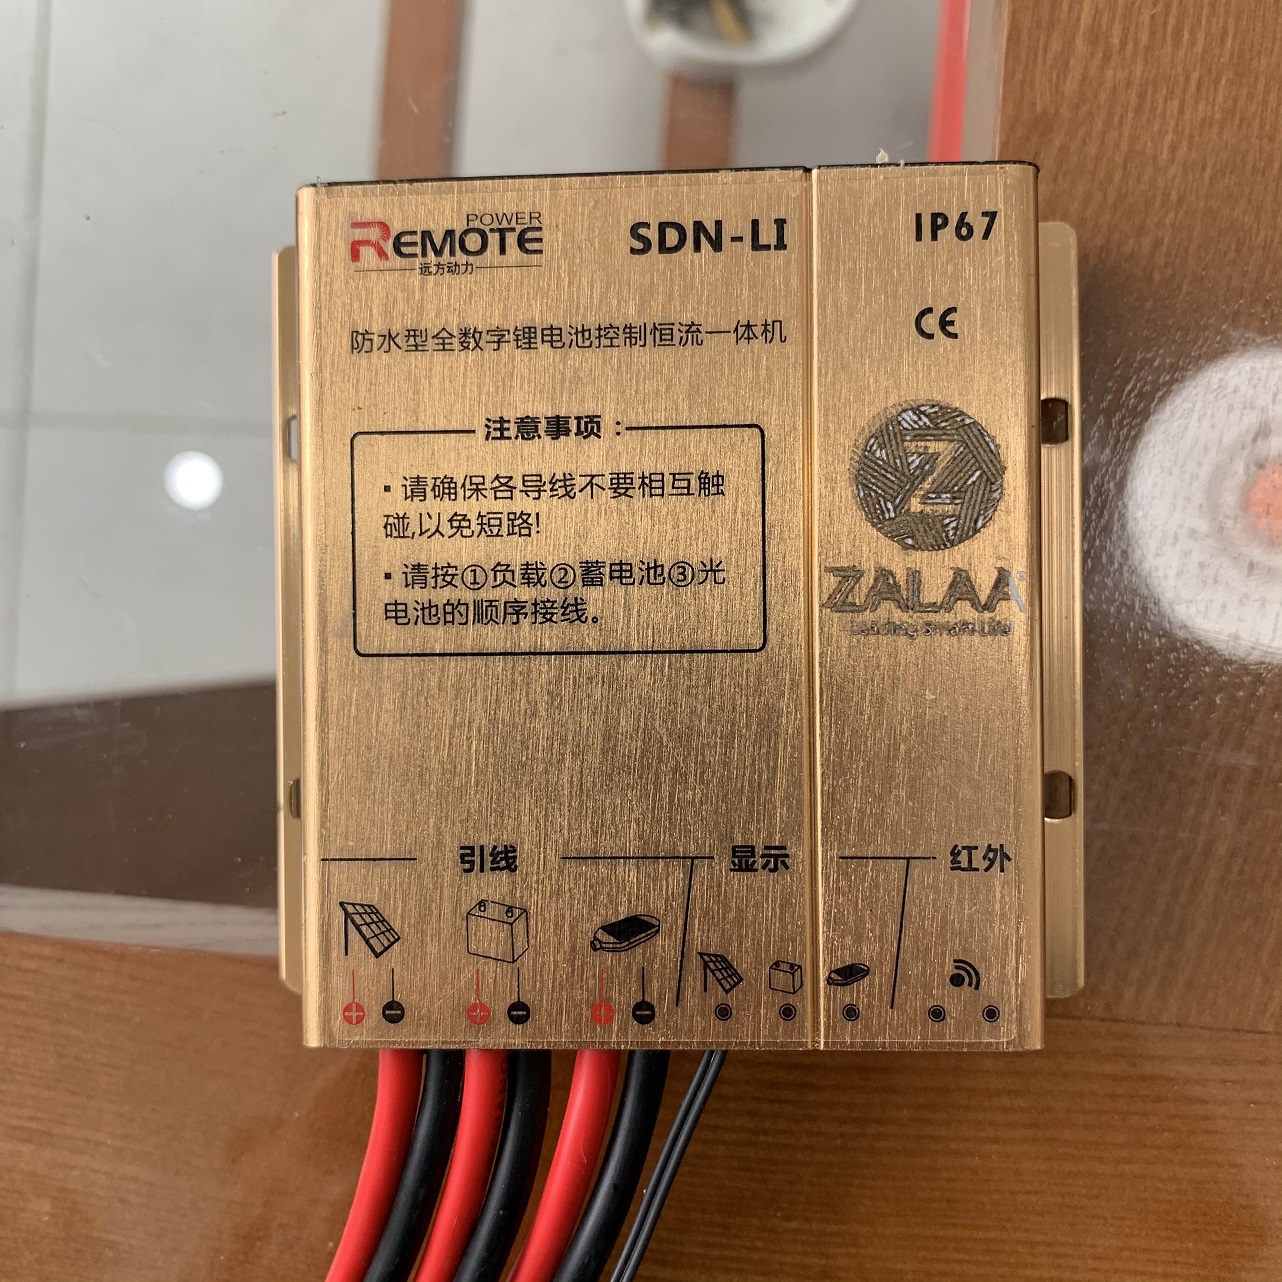 POWER
REMOTE
远方动力
SDN-LI
IP67
CE
防水型全数字锂电池控制恒流一体机
注意事项：
▪ 请确保各导线不要相互触
碰,以免短路!
▪ 请按①负载②蓄电池③光
电池的顺序接线。
Z
ZALAA
Leading Smart Life
引线
显示
红外